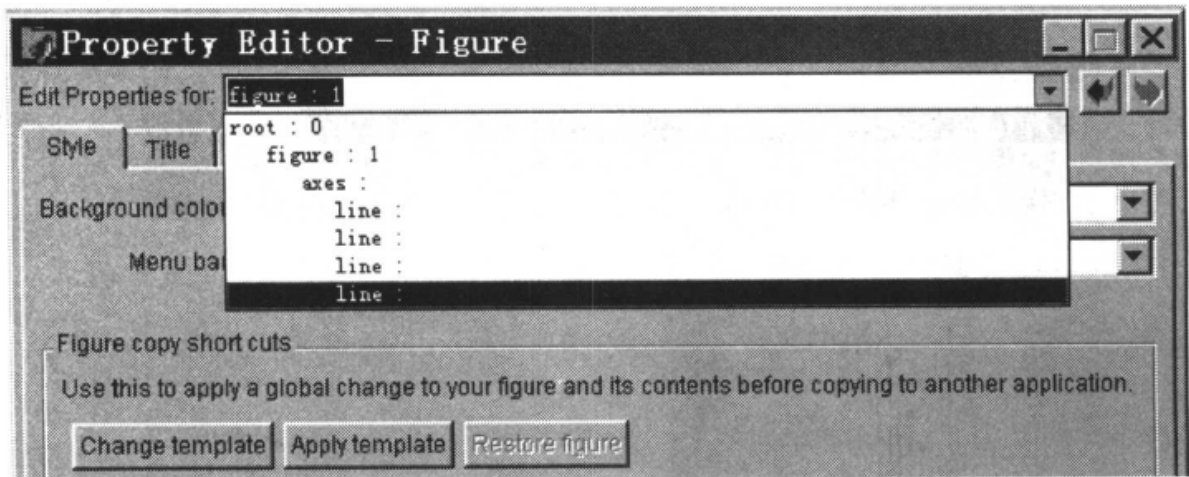 Property Editor - Figure
Edit Properties for: figure : 1
root : 0
figure : 1
axes :
line :
line :
line :
line :
Style
Title
Background colou
Menu bar
Figure copy short cuts
Use this to apply a global change to your figure and its contents before copying to another application.
Change template
Apply template
Restore figure